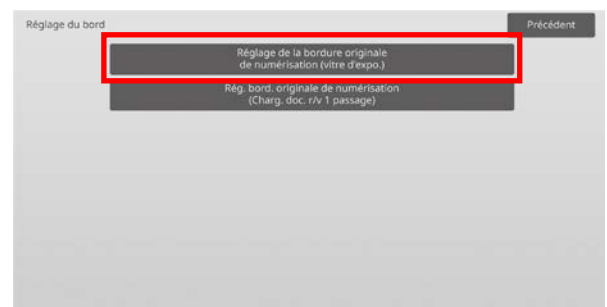 Réglage du bord
Précédent
Réglage de la bordure originale
de numérisation (vitre d'expo.)
Rég. bord. originale de numérisation
(Charg. doc. r/v 1 passage)